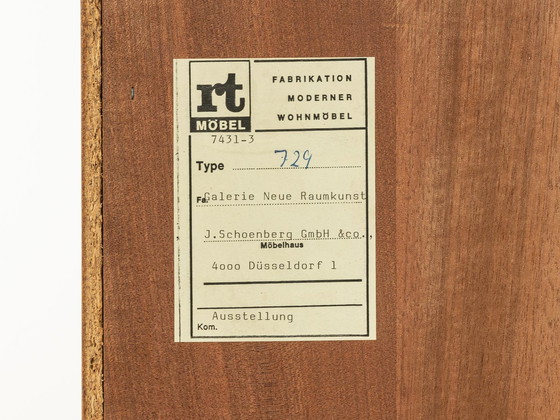 rt
MÖBEL
FABRIKATION
MODERNER
WOHNMÖBEL
7431-3
Type 729
Fa. Galerie Neue Raumkunst
J.Schoenberg GmbH &co.,
Möbelhaus
4ooo Düsseldorf 1
Ausstellung
Kom.